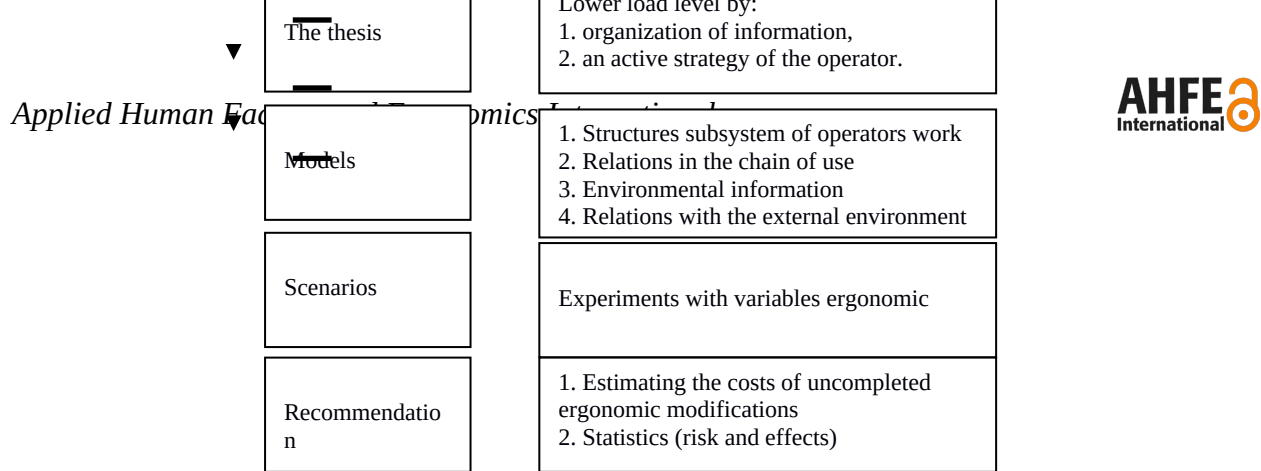 Lower load level by:
The thesis
1. organization of information,
2. an active strategy of the operator.
Applied Human Fac omics International
AHFE
International
Models
1. Structures subsystem of operators work
2. Relations in the chain of use
3. Environmental information
4. Relations with the external environment
Scenarios
Experiments with variables ergonomic
Recommendatio
n
1. Estimating the costs of uncompleted
ergonomic modifications
2. Statistics (risk and effects)